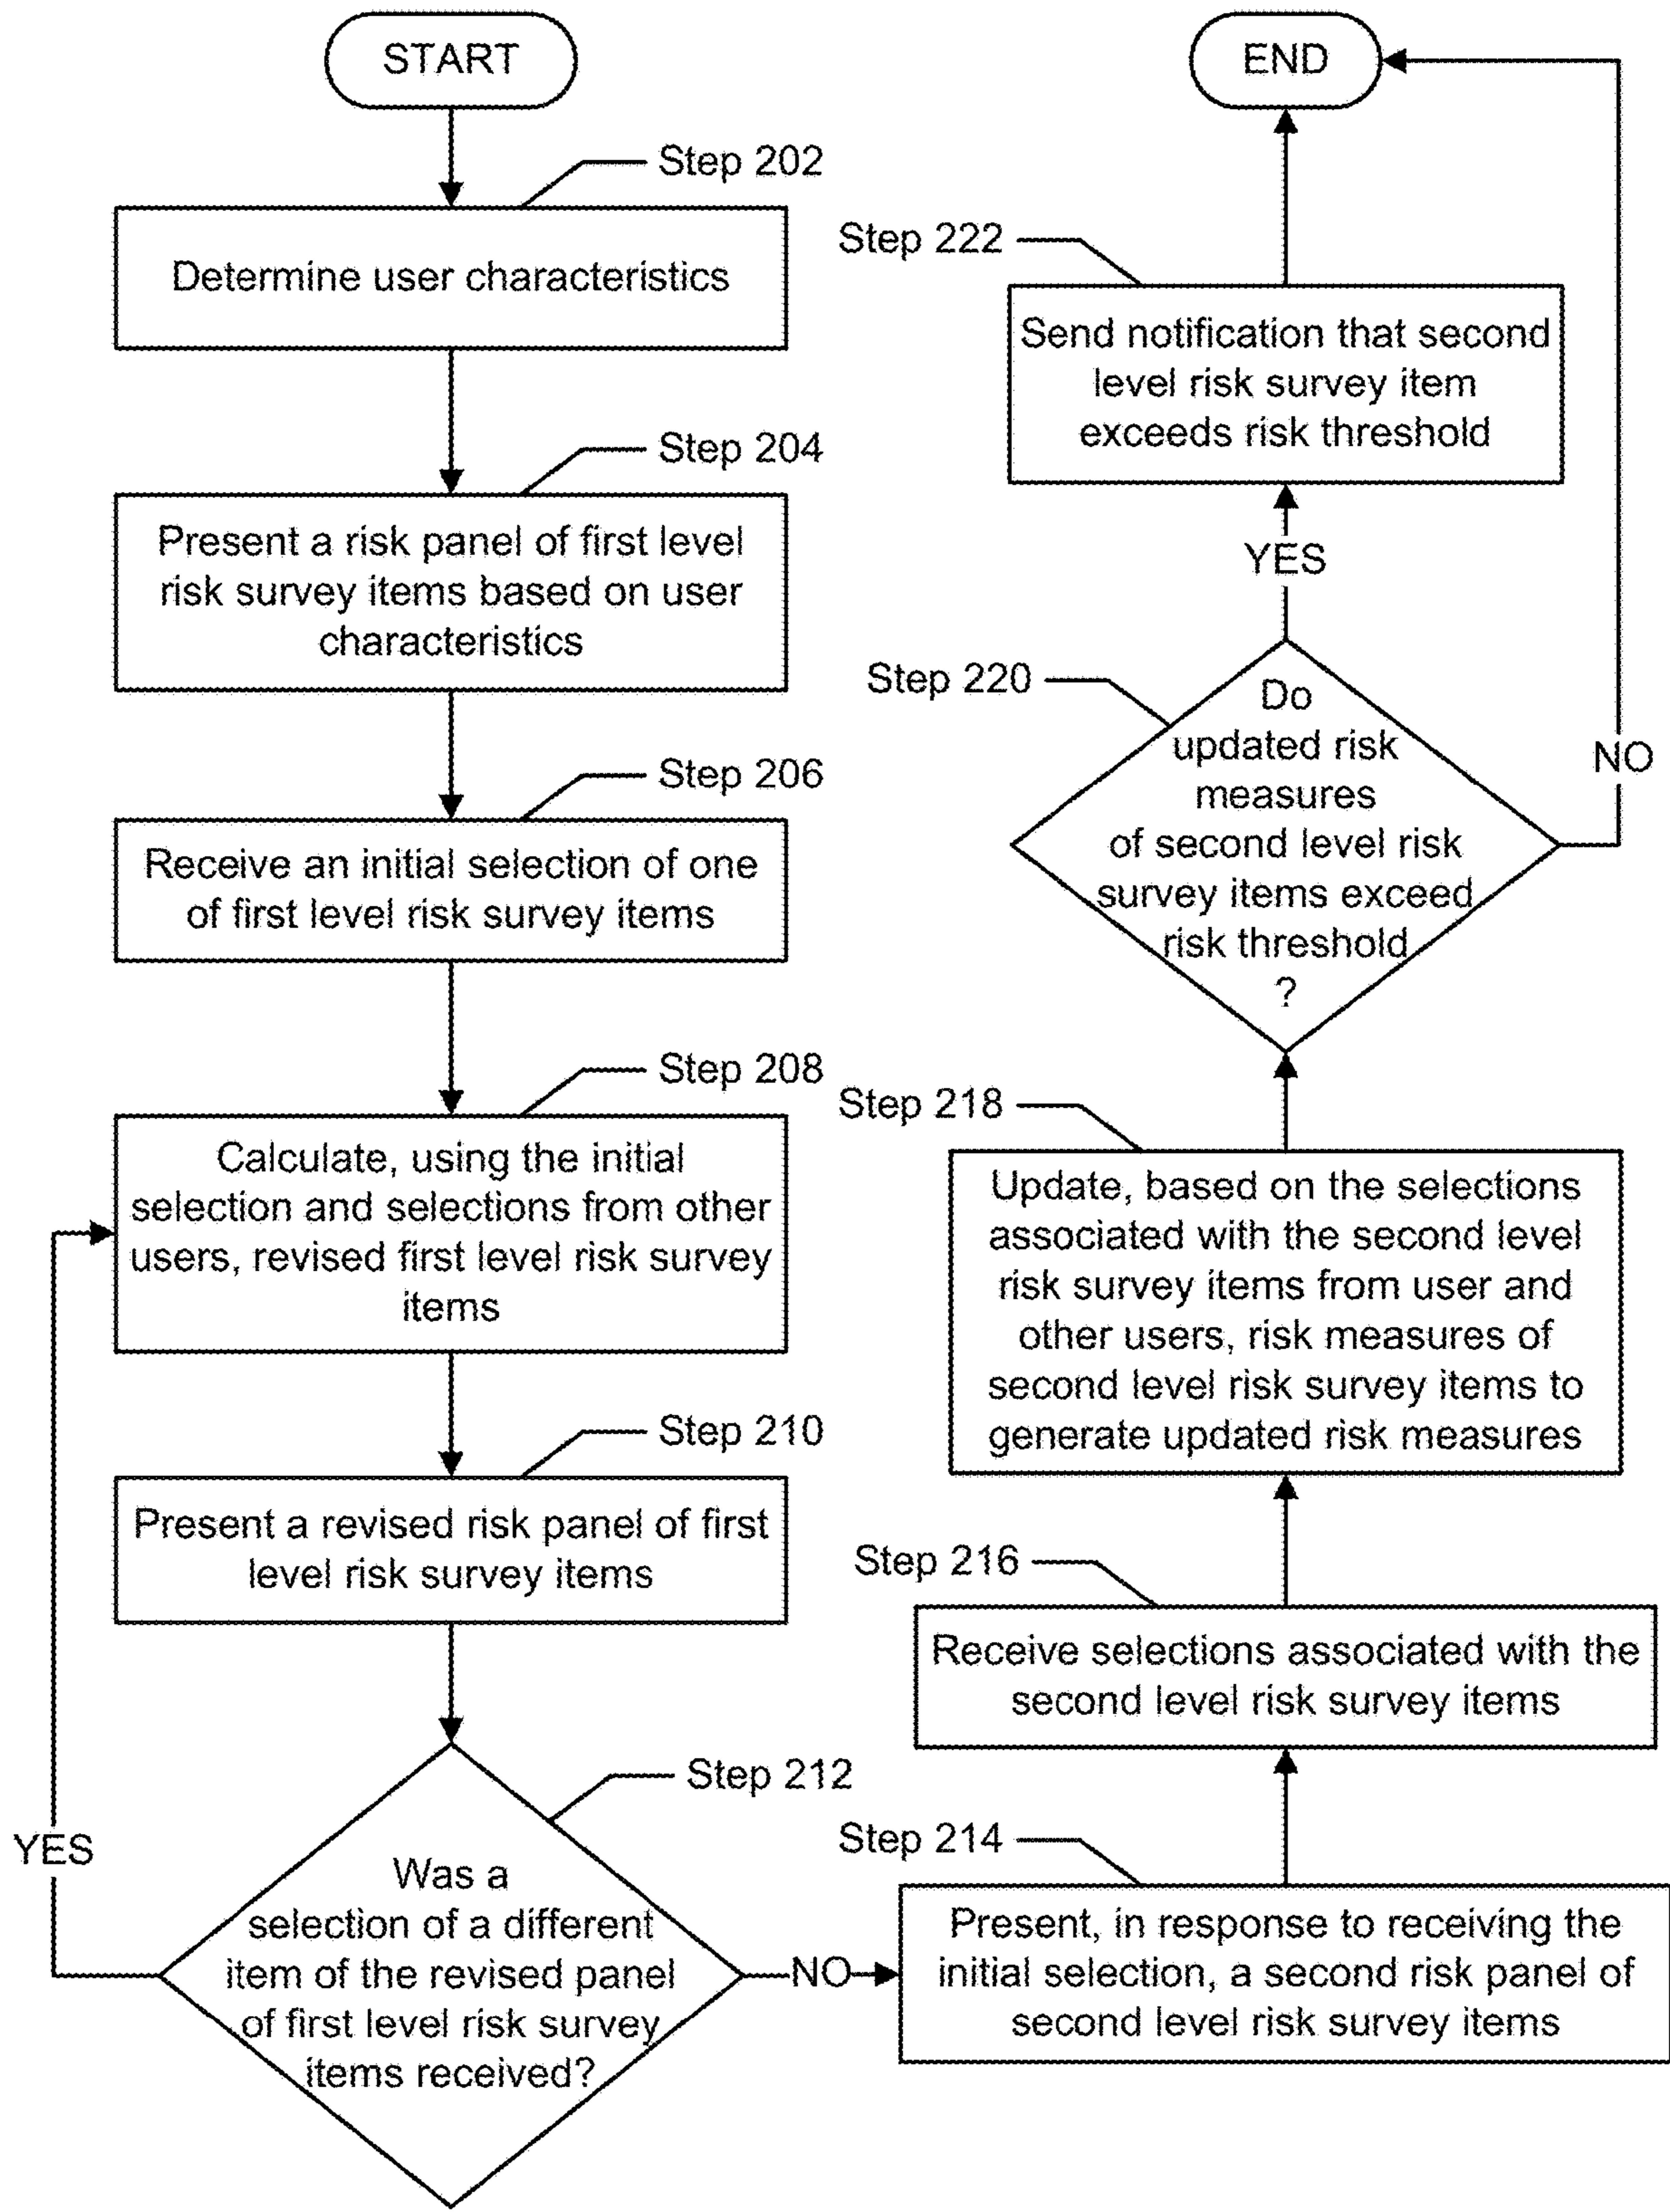 START
Step 202
Determine user characteristics
Step 204
Present a risk panel of first level
risk survey items based on user
characteristics
Step 206
Receive an initial selection of one
of first level risk survey items
Step 208
Calculate, using the initial
selection and selections from other
users, revised first level risk survey
items
Step 210
Present a revised risk panel of first
level risk survey items
Step 212
Was a
selection of a different
item of the revised panel
of first level risk survey
items received?
YES
NO
Step 214
Present, in response to receiving the
initial selection, a second risk panel of
second level risk survey items
Step 216
Receive selections associated with the
second level risk survey items
Step 218
Update, based on the selections
associated with the second level
risk survey items from user and
other users, risk measures of
second level risk survey items to
generate updated risk measures
Step 220
Do
updated risk
measures
of second level risk
survey items exceed
risk threshold
?
YES
NO
Step 222
Send notification that second
level risk survey item
exceeds risk threshold
END